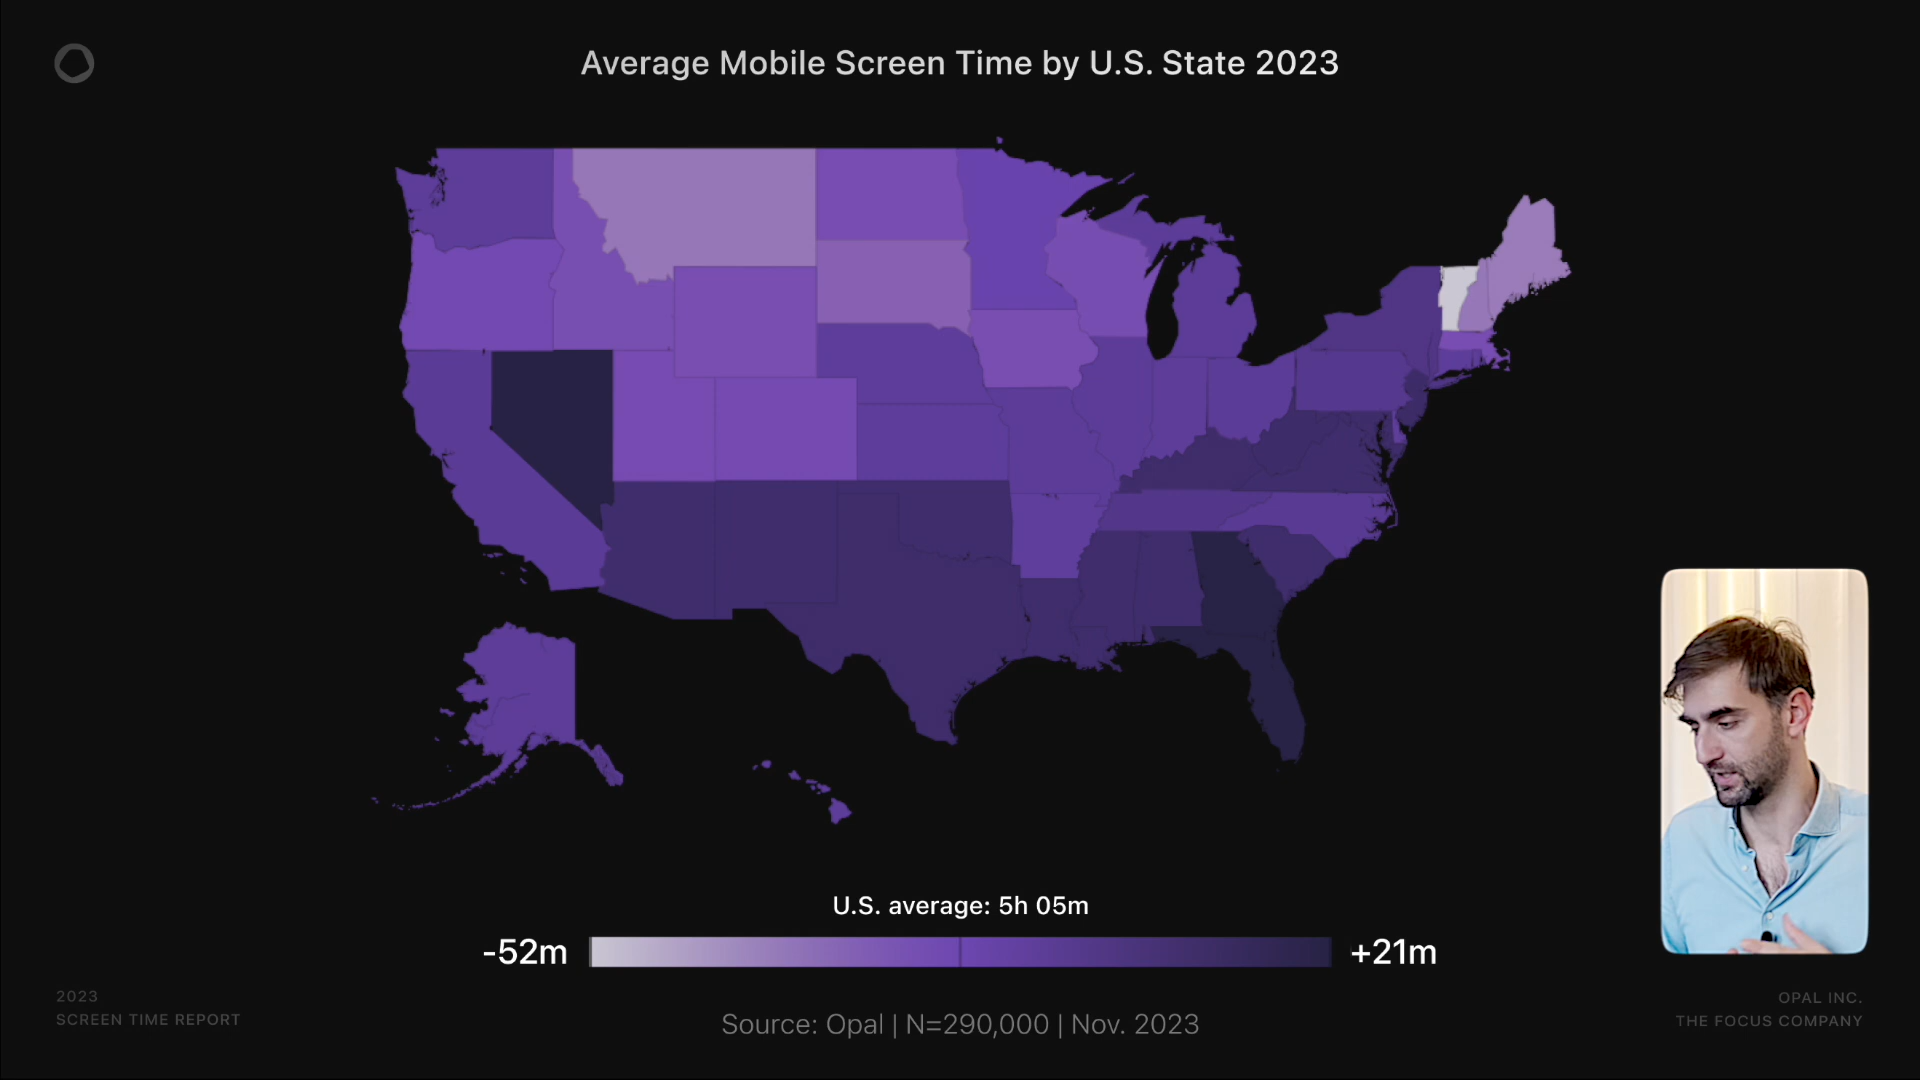 Average Mobile Screen Time by U.S. State 2023
U.S. average: 5h 05m
-52m
+21m
2023
SCREEN TIME REPORT
Source: Opal | N=290,000 | Nov. 2023
OPAL INC.
THE FOCUS COMPANY